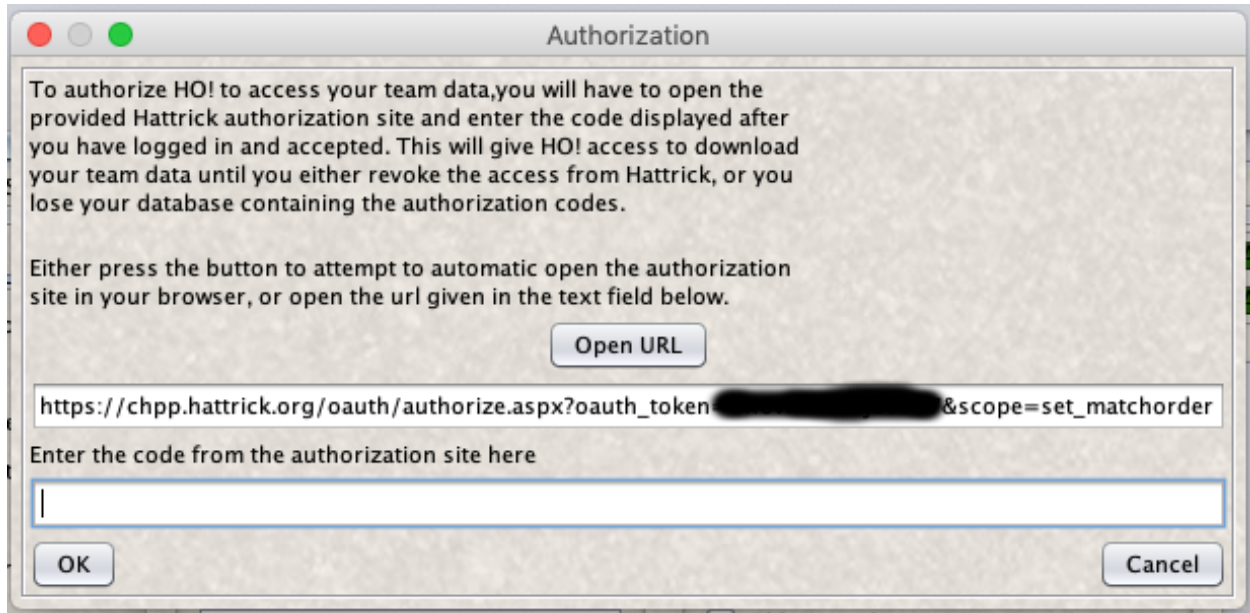 Authorization
To authorize HO! to access your team data,you will have to open the
provided Hattrick authorization site and enter the code displayed after
you have logged in and accepted. This will give HO! access to download
your team data until you either revoke the access from Hattrick, or you
lose your database containing the authorization codes.
Either press the button to attempt to automatic open the authorization
site in your browser, or open the url given in the text field below.
Open URL
https://chpp.hattrick.org/oauth/authorize.aspx?oauth_token &scope=set_matchorder
Enter the code from the authorization site here
OK
Cancel